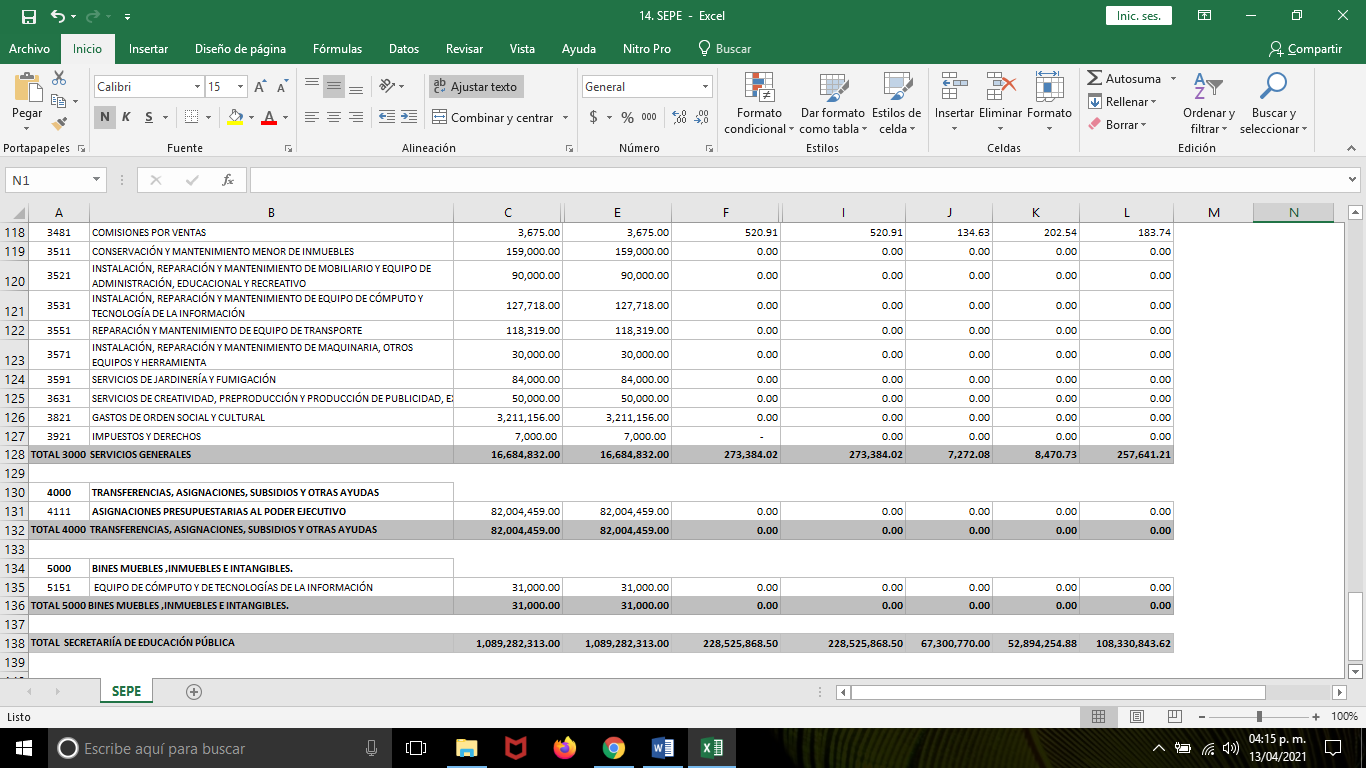 14. SEPE - Excel
Inic. ses.
Archivo Inicio Insertar Diseño de página Fórmulas Datos Revisar Vista Ayuda Nitro Pro Buscar Compartir
Pegar
Calibri 15 A A
N K S
Ajustar texto
Combinar y centrar
General
$ % 000
Formato condicional
Dar formato como tabla
Estilos de celda
Insertar Eliminar Formato
Autosuma
Rellenar
Borrar
Ordenar y filtrar
Buscar y seleccionar
Portapapeles Fuente Alineación Número Estilos Celdas Edición
N1 fx
A B C E F I J K L M N
118 3481 COMISIONES POR VENTAS 3,675.00 3,675.00 520.91 520.91 134.63 202.54 183.74
119 3511 CONSERVACIÓN Y MANTENIMIENTO MENOR DE INMUEBLES 159,000.00 159,000.00 0.00 0.00 0.00 0.00 0.00
120 3521 INSTALACIÓN, REPARACIÓN Y MANTENIMIENTO DE MOBILIARIO Y EQUIPO DE
ADMINISTRACIÓN, EDUCACIONAL Y RECREATIVO 90,000.00 90,000.00 0.00 0.00 0.00 0.00 0.00
121 3531 INSTALACIÓN, REPARACIÓN Y MANTENIMIENTO DE EQUIPO DE CÓMPUTO Y
TECNOLOGÍA DE LA INFORMACIÓN 127,718.00 127,718.00 0.00 0.00 0.00 0.00 0.00
122 3551 REPARACIÓN Y MANTENIMIENTO DE EQUIPO DE TRANSPORTE 118,319.00 118,319.00 0.00 0.00 0.00 0.00 0.00
123 3571 INSTALACIÓN, REPARACIÓN Y MANTENIMIENTO DE MAQUINARIA, OTROS
EQUIPOS Y HERRAMIENTA 30,000.00 30,000.00 0.00 0.00 0.00 0.00 0.00
124 3591 SERVICIOS DE JARDINERÍA Y FUMIGACIÓN 84,000.00 84,000.00 0.00 0.00 0.00 0.00 0.00
125 3631 SERVICIOS DE CREATIVIDAD, PREPRODUCCIÓN Y PRODUCCIÓN DE PUBLICIDAD, 50,000.00 50,000.00 0.00 0.00 0.00 0.00 0.00
126 3821 GASTOS DE ORDEN SOCIAL Y CULTURAL 3,211,156.00 3,211,156.00 0.00 0.00 0.00 0.00 0.00
127 3921 IMPUESTOS Y DERECHOS 7,000.00 7,000.00 - 0.00 0.00 0.00 0.00
128 TOTAL 3000 SERVICIOS GENERALES 16,684,832.00 16,684,832.00 273,384.02 273,384.02 7,272.08 8,470.73 257,641.21
129
130 4000 TRANSFERENCIAS, ASIGNACIONES, SUBSIDIOS Y OTRAS AYUDAS
131 4111 ASIGNACIONES PRESUPUESTARIAS AL PODER EJECUTIVO 82,004,459.00 82,004,459.00 0.00 0.00 0.00 0.00 0.00
132 TOTAL 4000 TRANSFERENCIAS, ASIGNACIONES, SUBSIDIOS Y OTRAS AYUDAS 82,004,459.00 82,004,459.00 0.00 0.00 0.00 0.00 0.00
133
134 5000 BINES MUEBLES ,INMUEBLES E INTANGIBLES.
135 5151 EQUIPO DE CÓMPUTO Y DE TECNOLOGÍAS DE LA INFORMACIÓN 31,000.00 31,000.00 0.00 0.00 0.00 0.00 0.00
136 TOTAL 5000 BINES MUEBLES ,INMUEBLES E INTANGIBLES. 31,000.00 31,000.00 0.00 0.00 0.00 0.00 0.00
137
138 TOTAL SECRETARIÍA DE EDUCACIÓN PÚBLICA 1,089,282,313.00 1,089,282,313.00 228,525,868.50 228,525,868.50 67,300,770.00 52,894,254.88 108,330,843.62
139
SEPE
Listo 100%
Escribe aquí para buscar
04:15 p. m.
13/04/2021